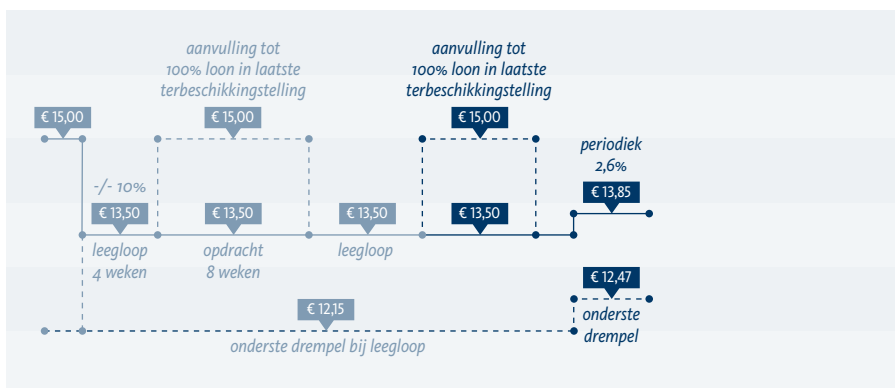 aanvulling tot
100% loon in laatste
terbeschikkingstelling
aanvulling tot
100% loon in laatste
terbeschikkingstelling
€ 15,00
€ 15,00
€ 15,00
periodiek
2,6%
-/- 10%
€ 13,85
€ 13,50
€ 13,50
€ 13,50
€ 13,50
leegloop
4 weken
opdracht
8 weken
leegloop
€ 12,47
€ 12,15
onderste
drempel
onderste drempel bij leegloop